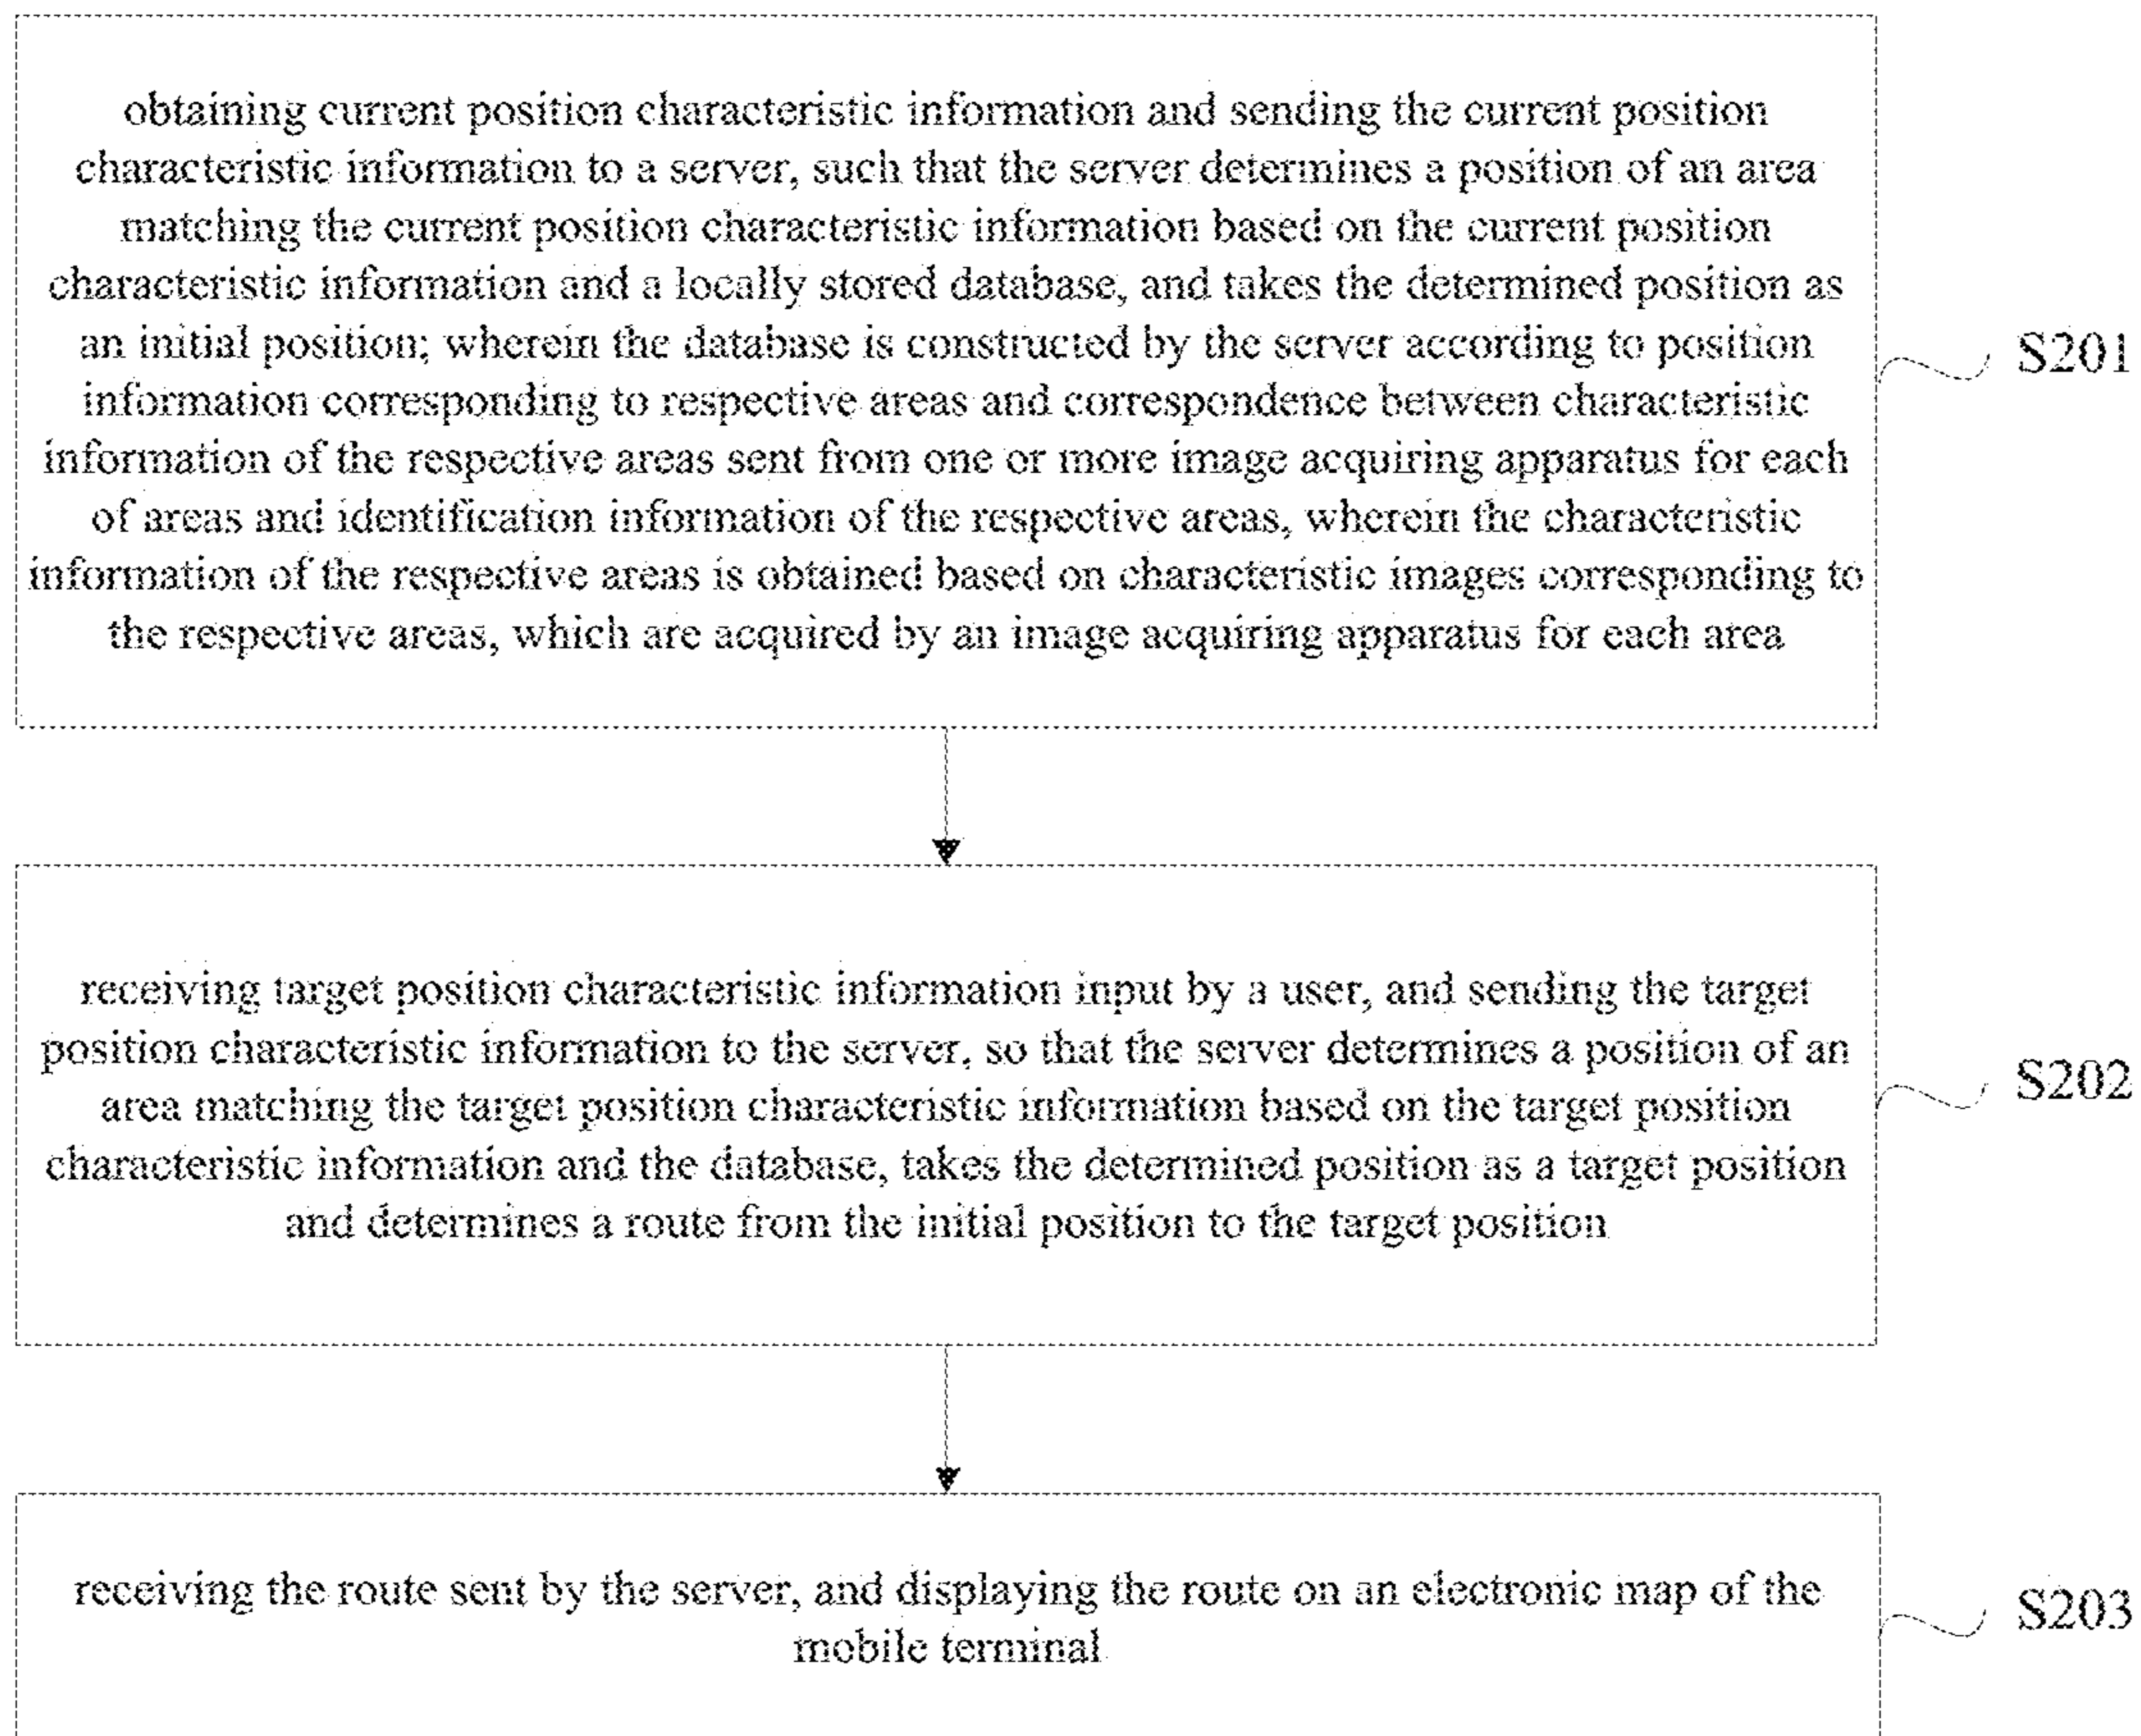 obtaining current position characteristic information and sending the current position
characteristic information to a server, such that the server determines a position of an area
matching the current position characteristic information based on the current position
characteristic information and a locally stored database, and takes the determined position as
an initial position; wherein the database is constructed by the server according to position
information corresponding to respective areas and correspondence between characteristic
information of the respective areas sent from one or more image acquiring apparatus for each
of areas and identification information of the respective areas, wherein the characteristic
information of the respective areas is obtained based on characteristic images corresponding to
the respective areas, which are acquired by an image acquiring apparatus for each area
S201
receiving target position characteristic information input by a user, and sending the target
position characteristic information to the server, so that the server determines a position of an
area matching the target position characteristic information based on the target position
characteristic information and the database, takes the determined position as a target position
and determines a route from the initial position to the target position
S202
receiving the route sent by the server, and displaying the route on an electronic map of the
mobile terminal
S203